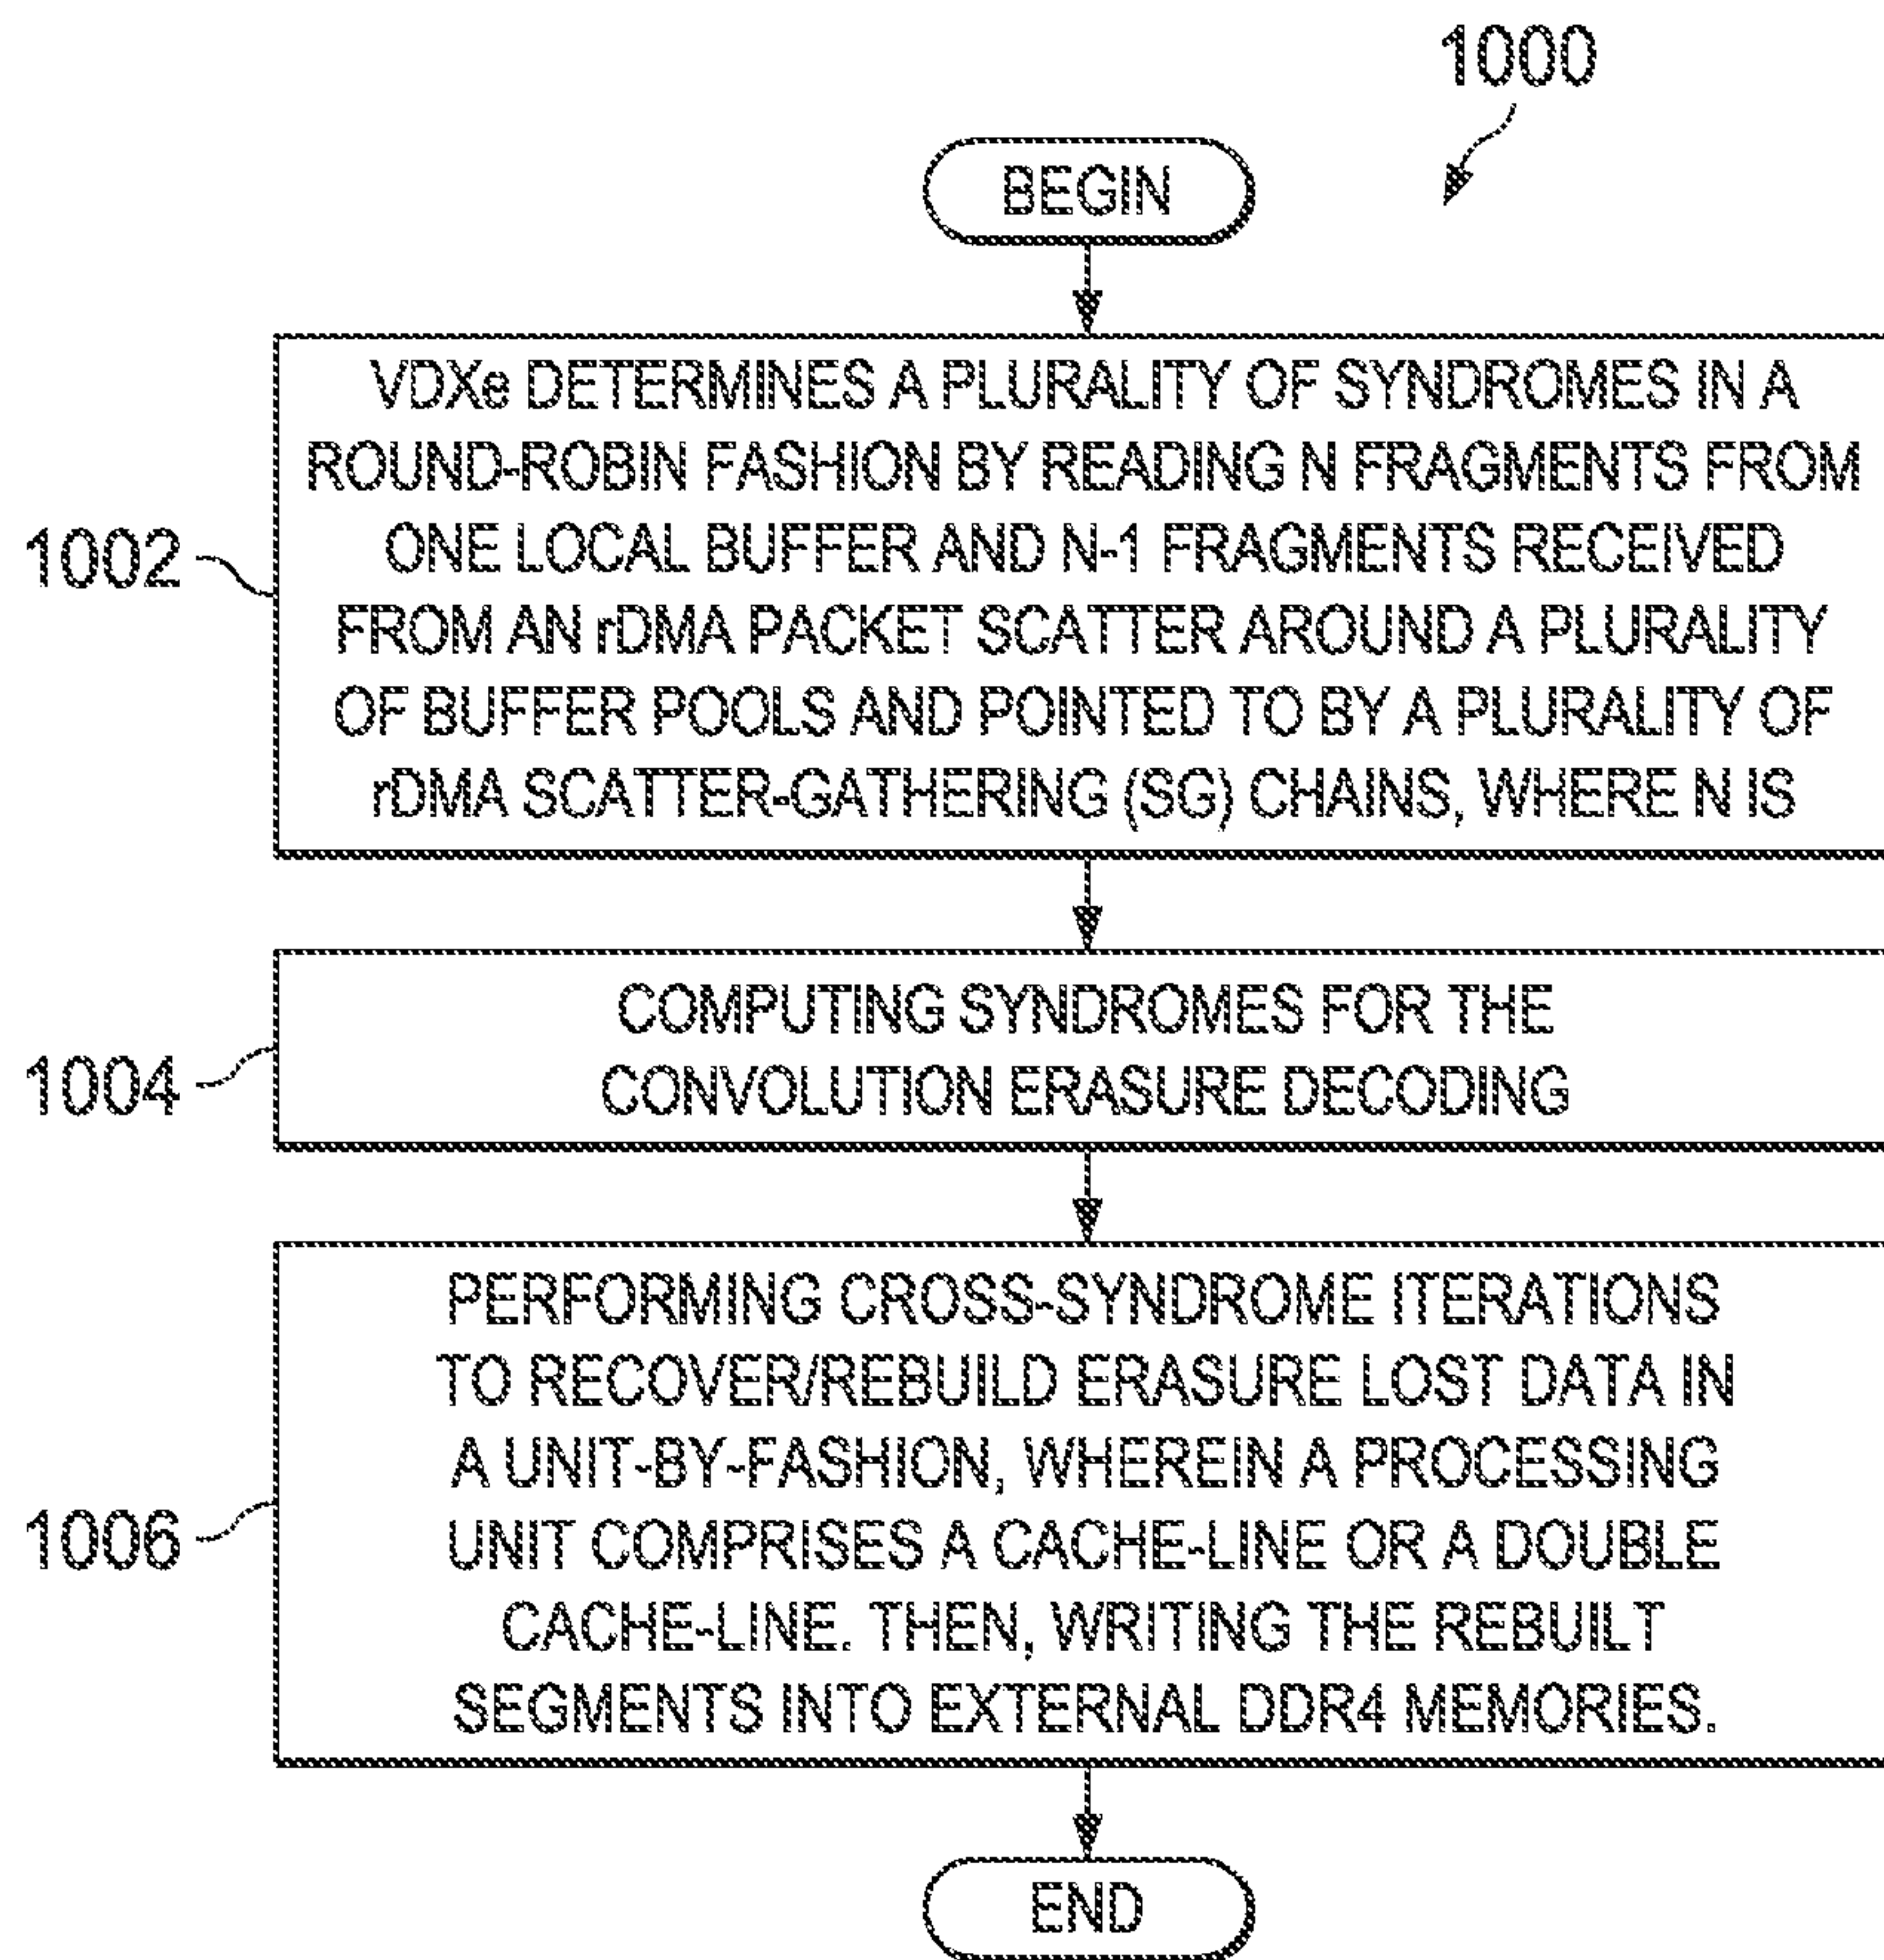 1000
BEGIN
VDXe DETERMINES A PLURALITY OF SYNDROMES IN A
ROUND-ROBIN FASHION BY READING N FRAGMENTS FROM
ONE LOCAL BUFFER AND N-1 FRAGMENTS RECEIVED
FROM AN rDMA PACKET SCATTER AROUND A PLURALITY
OF BUFFER POOLS AND POINTED TO BY A PLURALITY OF
rDMA SCATTER-GATHERING (SG) CHAINS, WHERE N IS
1002
COMPUTING SYNDROMES FOR THE
CONVOLUTION ERASURE DECODING
1004
PERFORMING CROSS-SYNDROME ITERATIONS
TO RECOVER/REBUILD ERASURE LOST DATA IN
A UNIT-BY-FASHION, WHEREIN A PROCESSING
UNIT COMPRISES A CACHE-LINE OR A DOUBLE
CACHE-LINE. THEN, WRITING THE REBUILT
SEGMENTS INTO EXTERNAL DDR4 MEMORIES.
1006
END